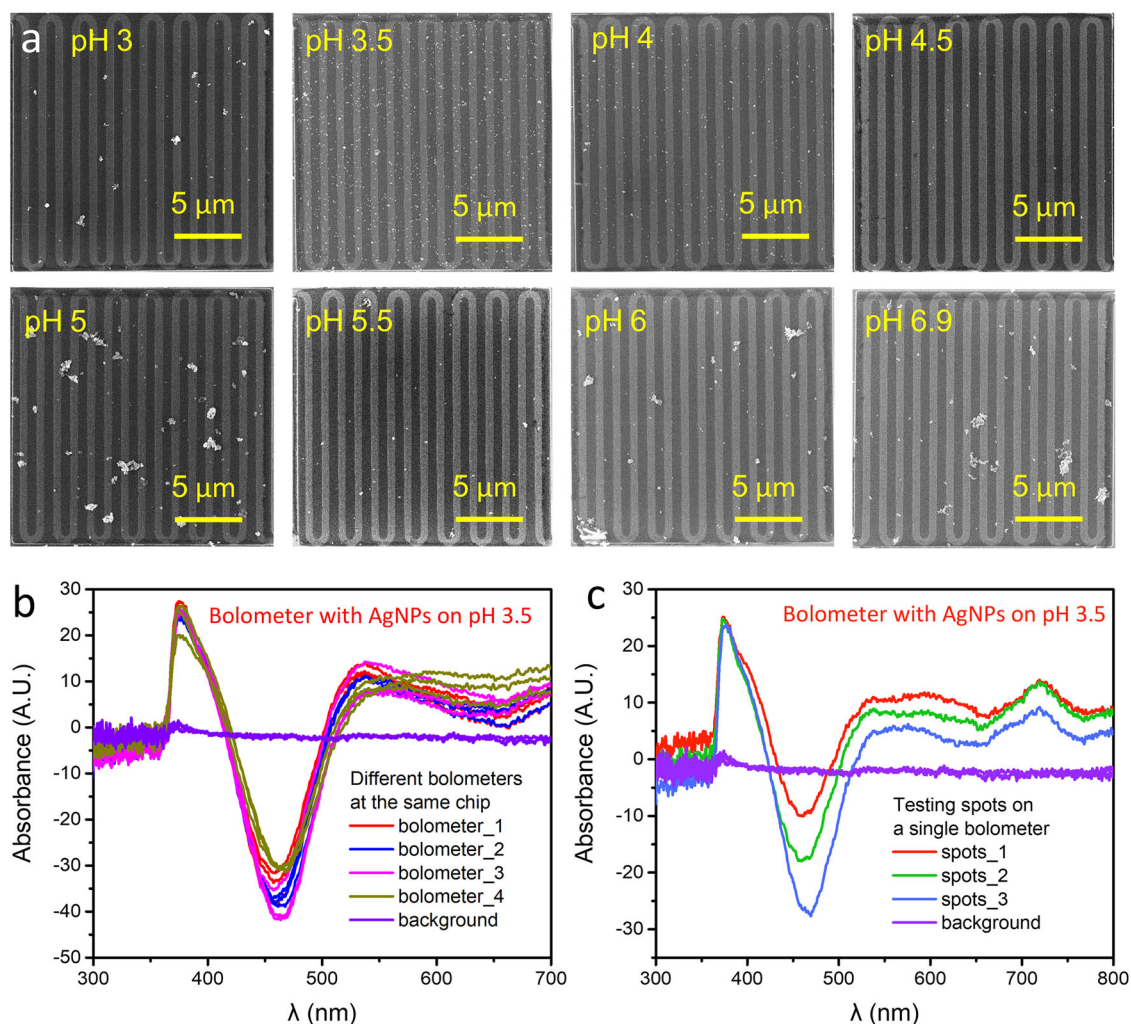 a
pH 3
5 µm
pH 3.5
5 µm
pH 4
5 µm
pH 4.5
5 µm
pH 5
5 µm
pH 5.5
5 µm
pH 6
5 µm
pH 6.9
5 µm
b
Bolometer with AgNPs on pH 3.5
Absorbance (A.U.)
30
20
10
0
-10
-20
-30
-40
-50
Different bolometers
at the same chip
bolometer_1
bolometer_2
bolometer_3
bolometer_4
background
300
400
500
600
700
λ (nm)
c
Bolometer with AgNPs on pH 3.5
Absorbance (A.U.)
30
20
10
0
-10
-20
-30
Testing spots on
a single bolometer
spots_1
spots_2
spots_3
background
300
400
500
600
700
800
λ (nm)